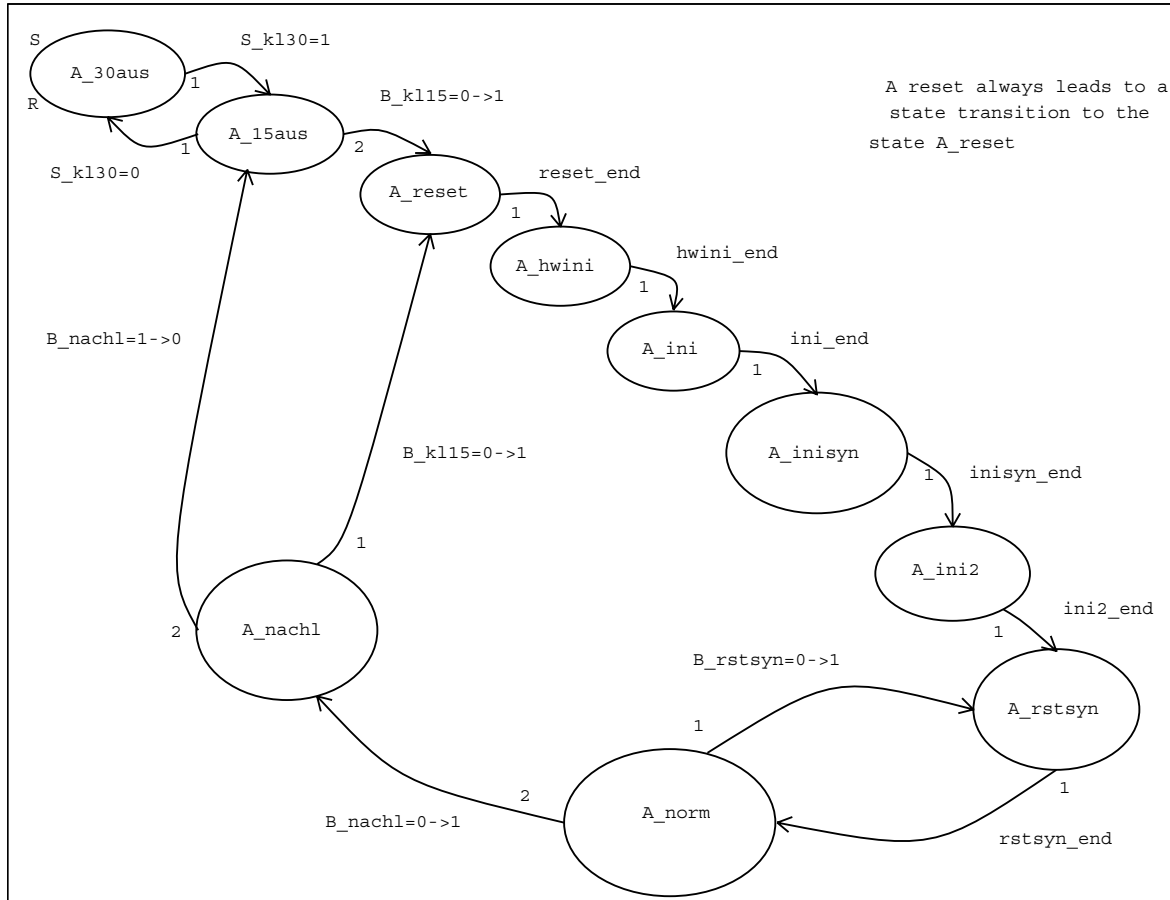 S
S_kl30=1
A_30aus
1
R
A_15aus
1
S_kl30=0
B_kl15=0->1
2
A_reset
A reset always leads to a
state transition to the
state A_reset
reset_end
1
A_hwini
hwini_end
1
A_ini
ini_end
1
A_inisyn
inisyn_end
1
A_ini2
ini2_end
1
A_rstsyn
B_nachl=1->0
B_kl15=0->1
1
2
A_nachl
B_rstsyn=0->1
1
1
rstsyn_end
A_norm
2
B_nachl=0->1